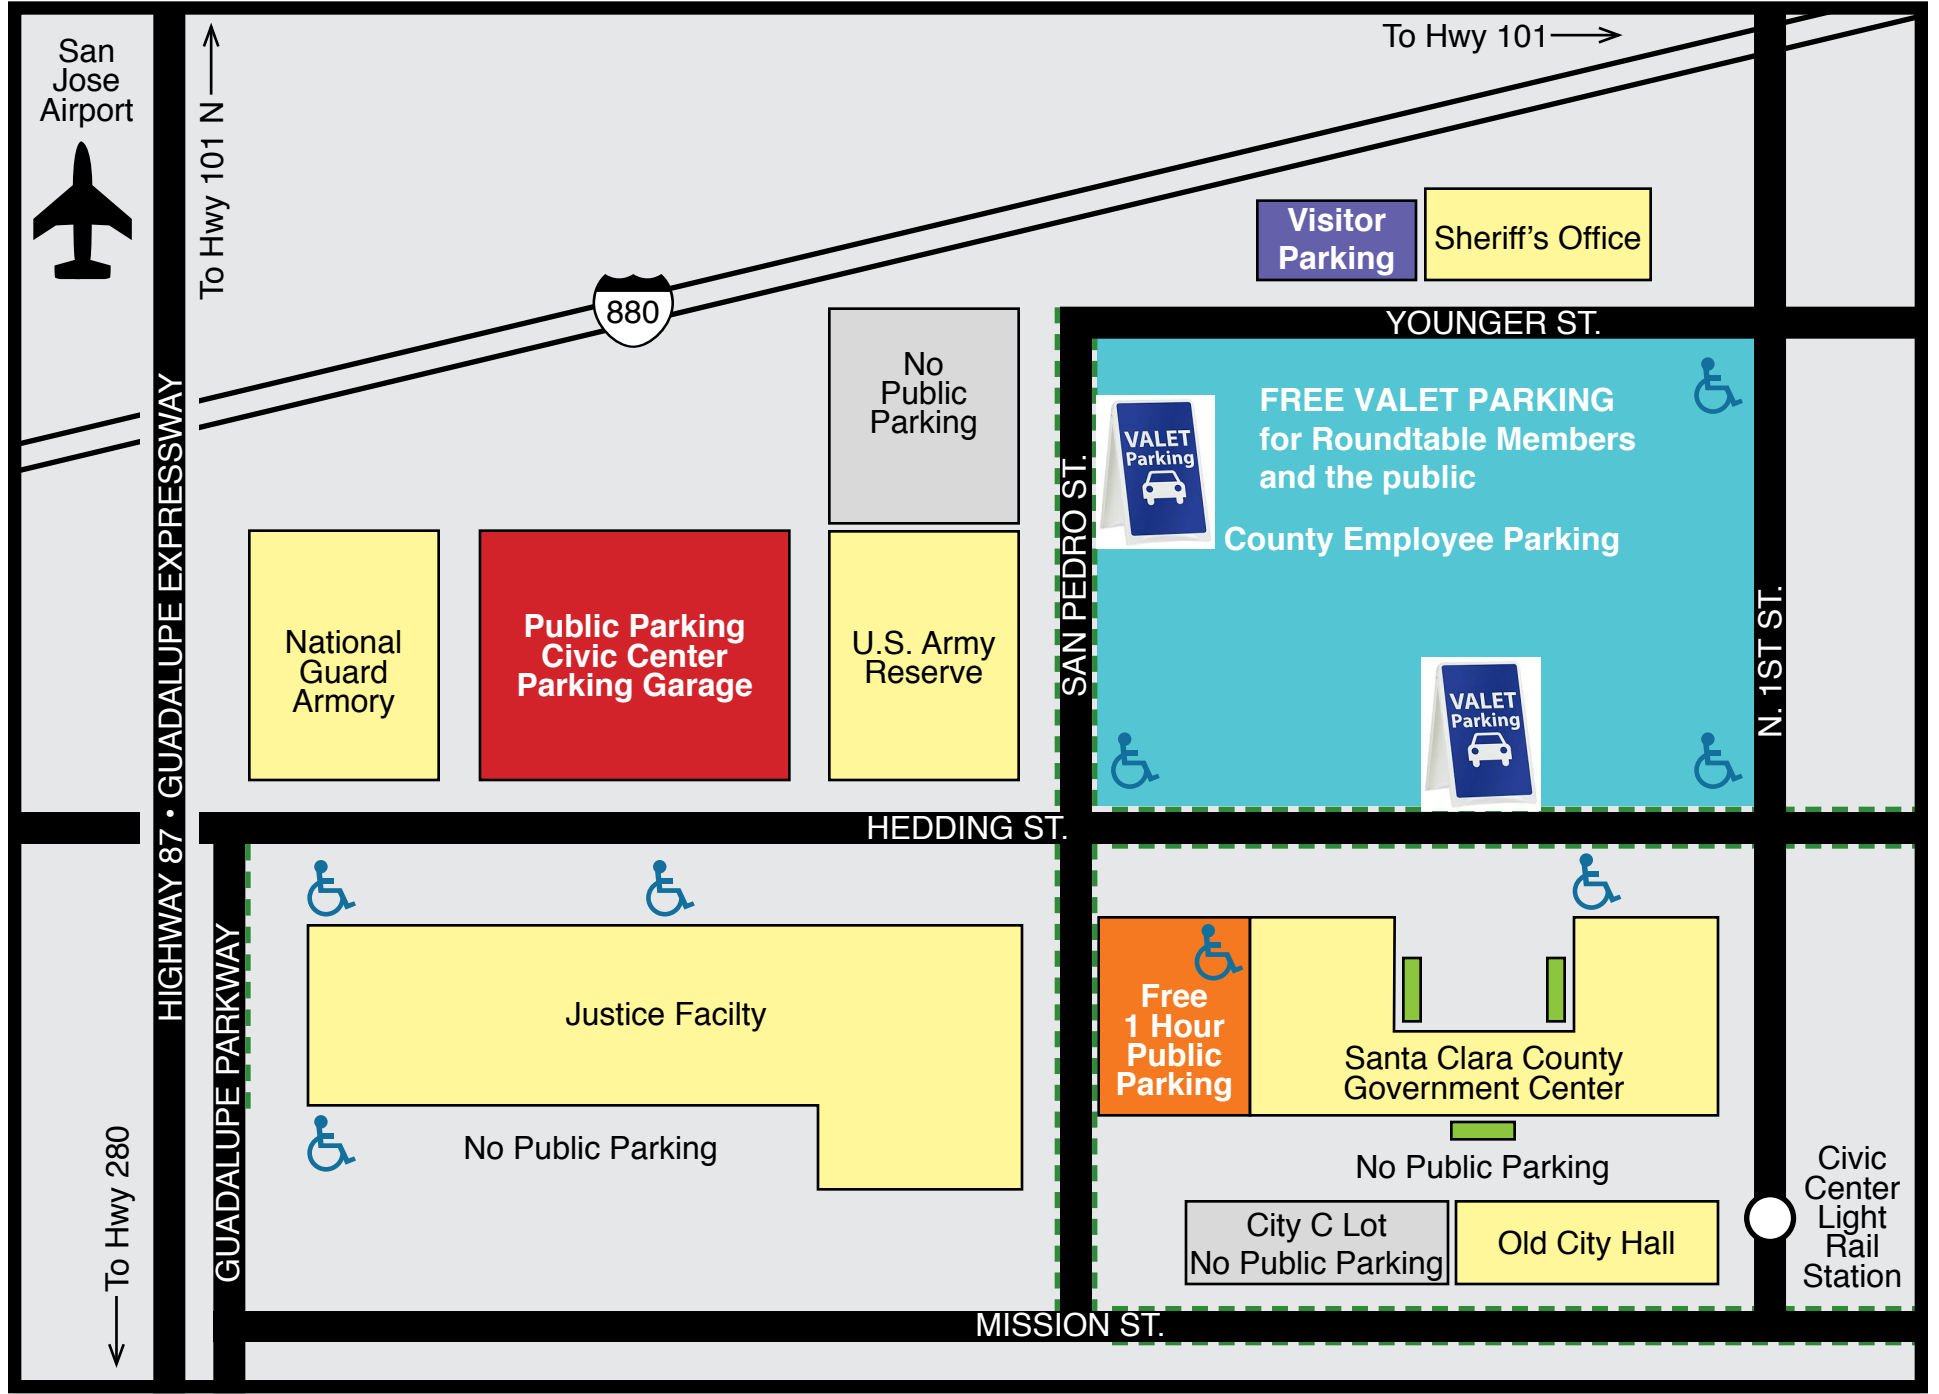 San
Jose
Airport
To Hwy 101 N
To Hwy 101
880
Visitor
Parking
Sheriff's Office
YOUNGER ST.
No
Public
Parking
VALET
Parking
FREE VALET PARKING
for Roundtable Members
and the public
County Employee Parking
HIGHWAY 87 • GUADALUPE EXPRESSWAY
National
Guard
Armory
Public Parking
Civic Center
Parking Garage
U.S. Army
Reserve
SAN PEDRO ST.
VALET
Parking
N. 1ST ST.
HEDDING ST.
GUADALUPE PARKWAY
Justice Facilty
No Public Parking
Free
1 Hour
Public
Parking
Santa Clara County
Government Center
No Public Parking
City C Lot
No Public Parking
Old City Hall
Civic
Center
Light
Rail
Station
To Hwy 280
MISSION ST.